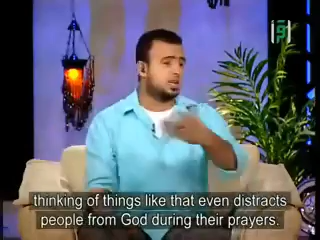 thinking of things like that even distracts
people from God during their prayers.